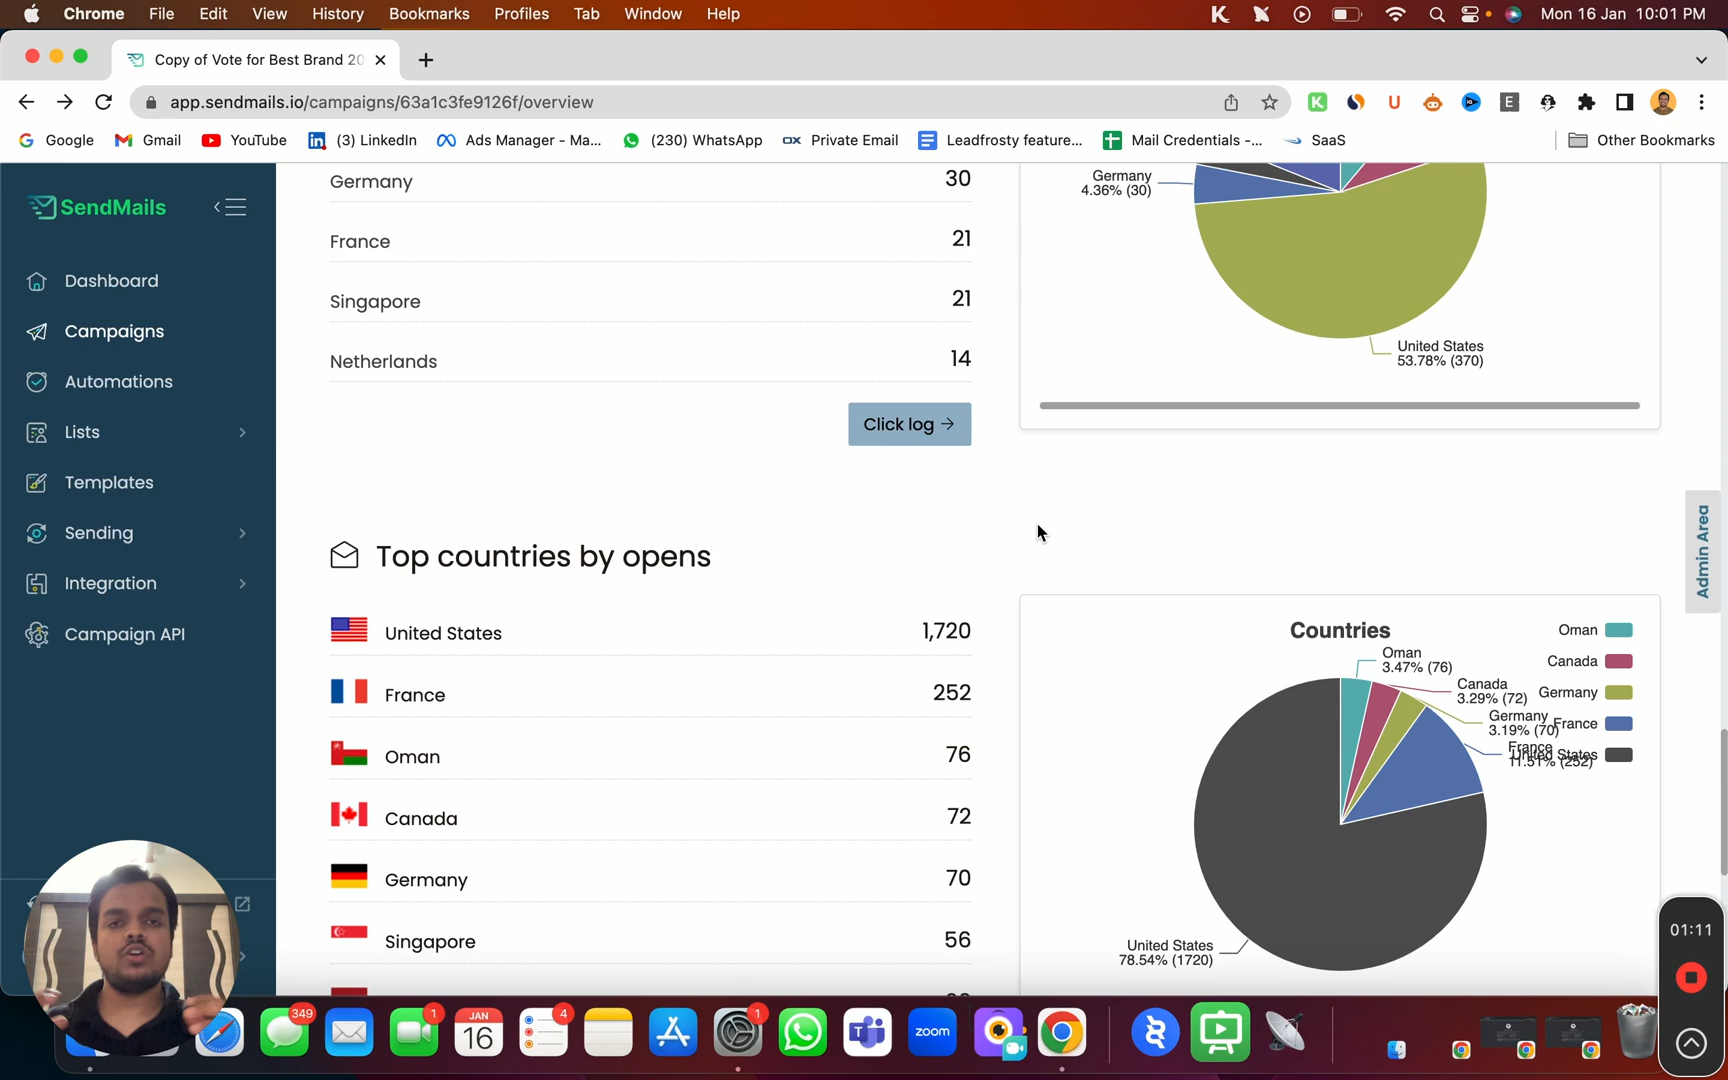 Chrome File Edit View History Bookmarks Profiles Tab Window Help Mon 16 Jan 10:01 PM
Copy of Vote for Best Brand 20
app.sendmails.io/campaigns/63a1c3fe9126f/overview
Google Gmail YouTube (3) LinkedIn Ads Manager - Ma... (230) WhatsApp OX Private Email Leadfrosty feature... Mail Credentials -... SaaS Other Bookmarks
SendMails
Dashboard
Campaigns
Automations
Lists
Templates
Sending
Integration
Campaign API
Germany 30
France 21
Singapore 21
Netherlands 14
Click log →
Germany
4.36% (30)
United States
53.78% (370)
Admin Area
Top countries by opens
United States 1,720
France 252
Oman 76
Canada 72
Germany 70
Singapore 56
Countries
Oman
3.47% (76)
Canada
3.29% (72)
Germany
3.19% (70)
France
11.51% (252)
United States
78.54% (1720)
Oman
Canada
Germany
France
United States
01:11
349
1
JAN
16
4
1
zoom